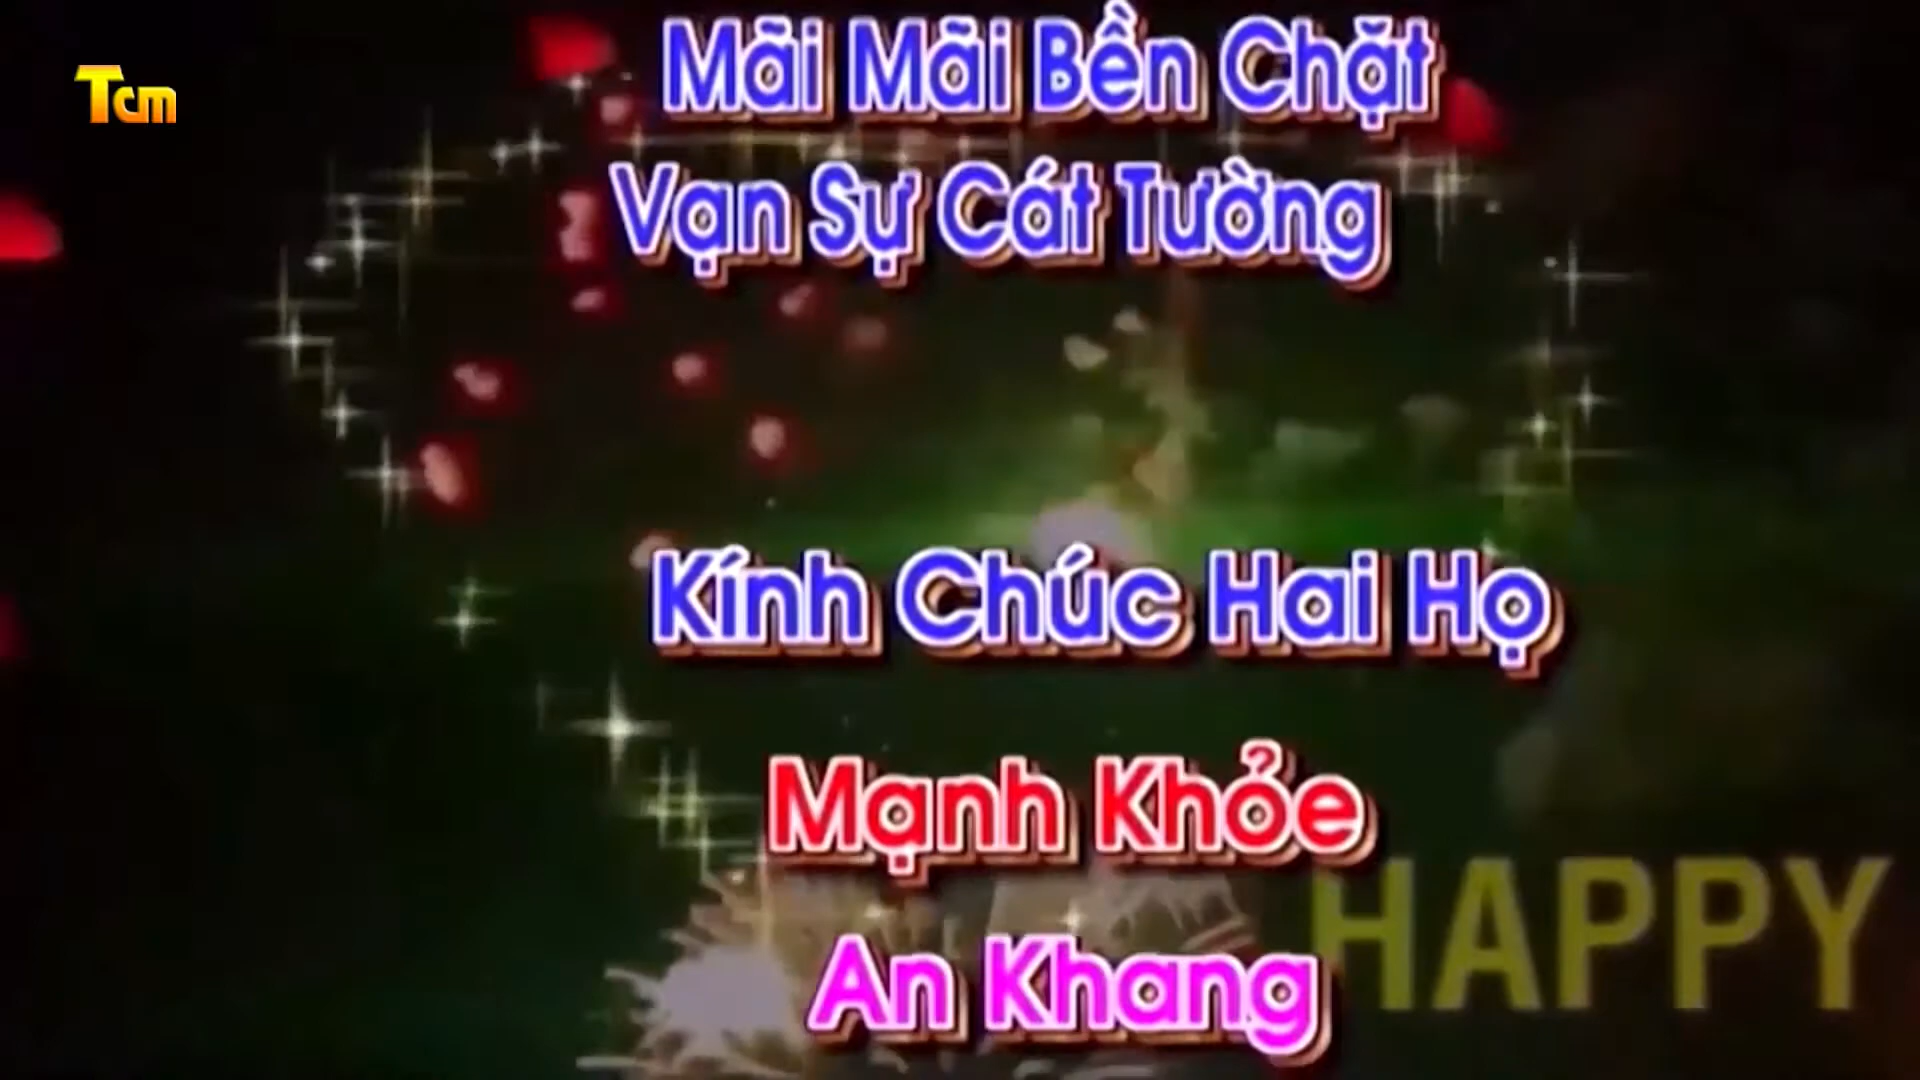 Tcm
Mãi Mãi Bền Chặt
Vạn Sự Cát Tường
Kính Chúc Hai Họ
Mạnh Khỏe
An Khang
HAPPY